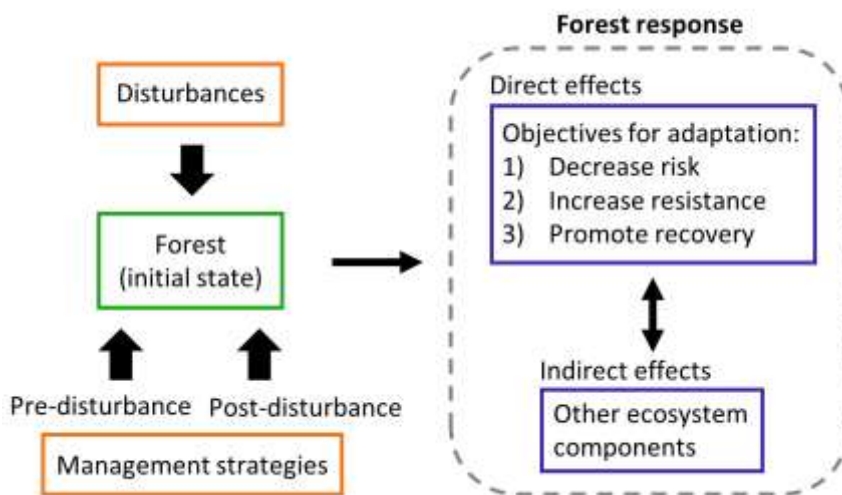 Forest response
Disturbances
Forest
(initial state)
Pre-disturbance
Post-disturbance
Management strategies
Direct effects
Objectives for adaptation:
1) Decrease risk
2) Increase resistance
3) Promote recovery
Indirect effects
Other ecosystem
components